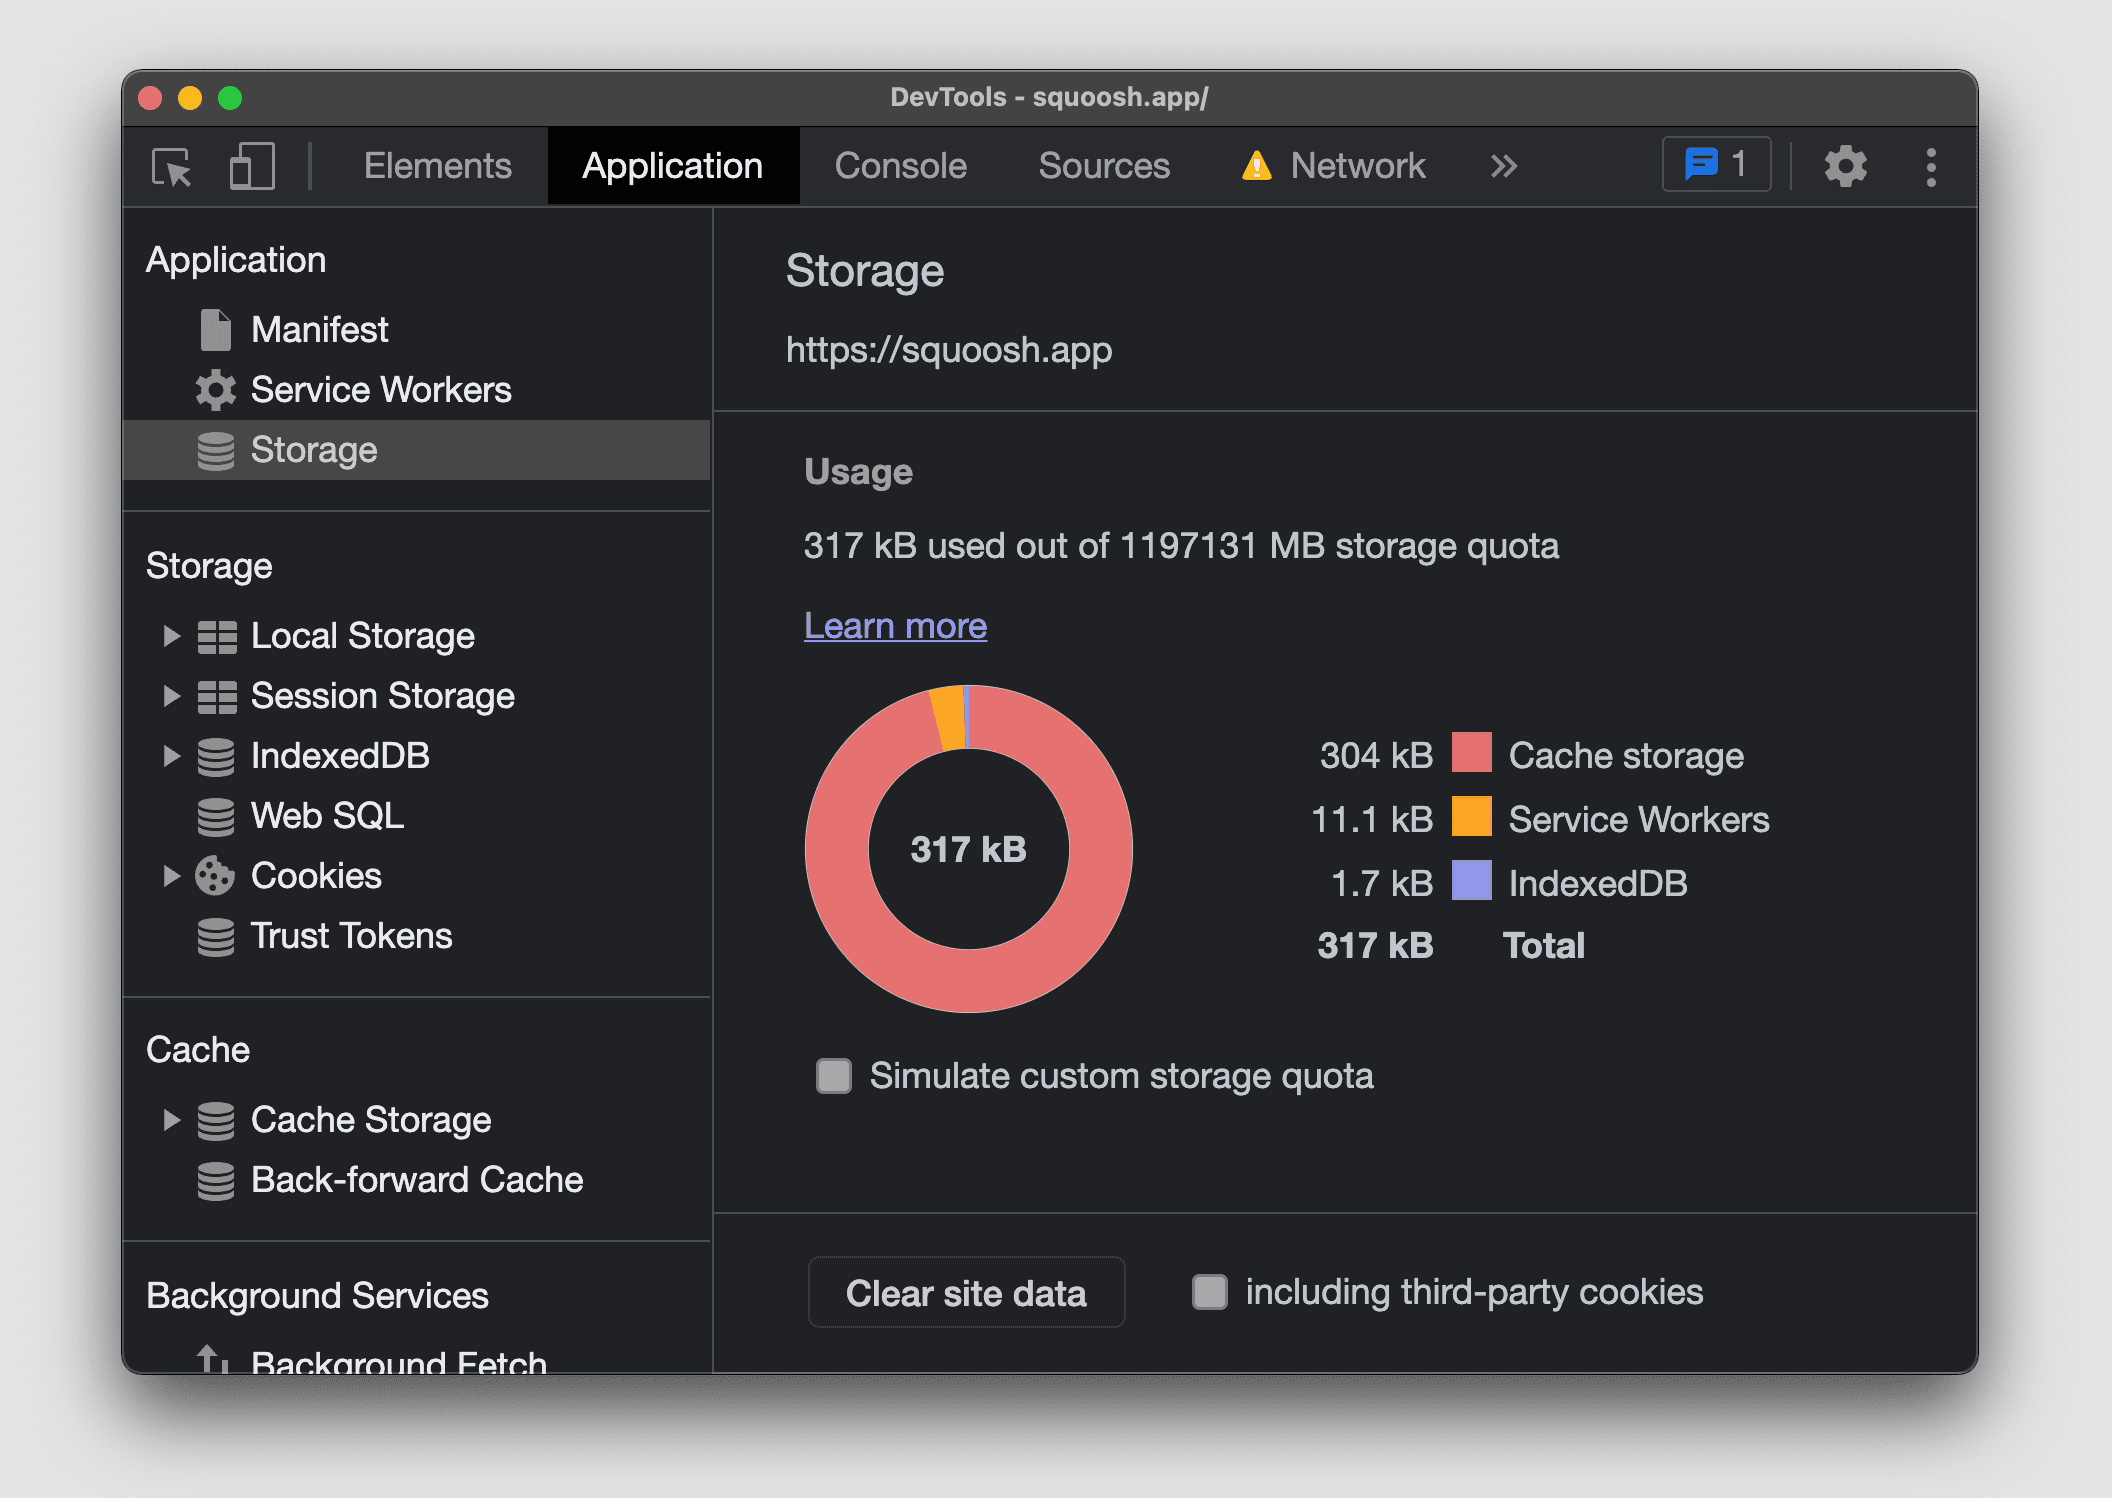 DevTools - squoosh.app/
Elements
Application
Console
Sources
Network
1
Application
Manifest
Service Workers
Storage
Storage
Local Storage
Session Storage
IndexedDB
Web SQL
Cookies
Trust Tokens
Cache
Cache Storage
Back-forward Cache
Background Services
Background Fetch
Storage
https://squoosh.app
Usage
317 kB used out of 1197131 MB storage quota
Learn more
317 kB
304 kB Cache storage
11.1 kB Service Workers
1.7 kB IndexedDB
317 kB Total
Simulate custom storage quota
Clear site data
including third-party cookies